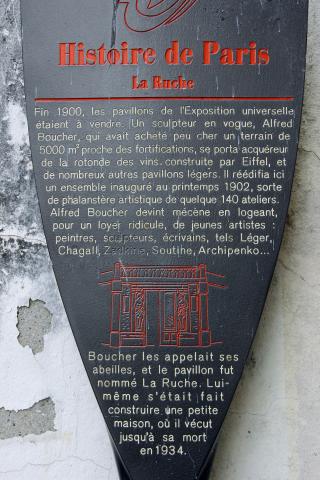 Histoire de Paris
La Ruche
Fin 1900, les pavillons de l'Exposition universelle
étaient à vendre. Un sculpteur en vogue, Alfred
Boucher, qui avait acheté peu cher un terrain de
5000 m² proche des fortifications, se porta acquéreur
de la rotonde des vins. construite par Eiffel, et
de nombreux autres pavillons légers. Il réédifia ici
un ensemble inauguré au printemps 1902, sorte
de phalanstère artistique de quelque 140 ateliers.
Alfred Boucher devint mécène en logeant,
pour un loyer ridicule, de jeunes artistes :
peintres, sculpteurs, écrivains, tels Léger,
Chagall, Zadkine, Soutine, Archipenko...
Boucher les appelait ses
abeilles, et le pavillon fut
nommé La Ruche. Lui-
même s'était fait
construire une petite
maison, où il vécut
jusqu'à sa mort
en 1934.